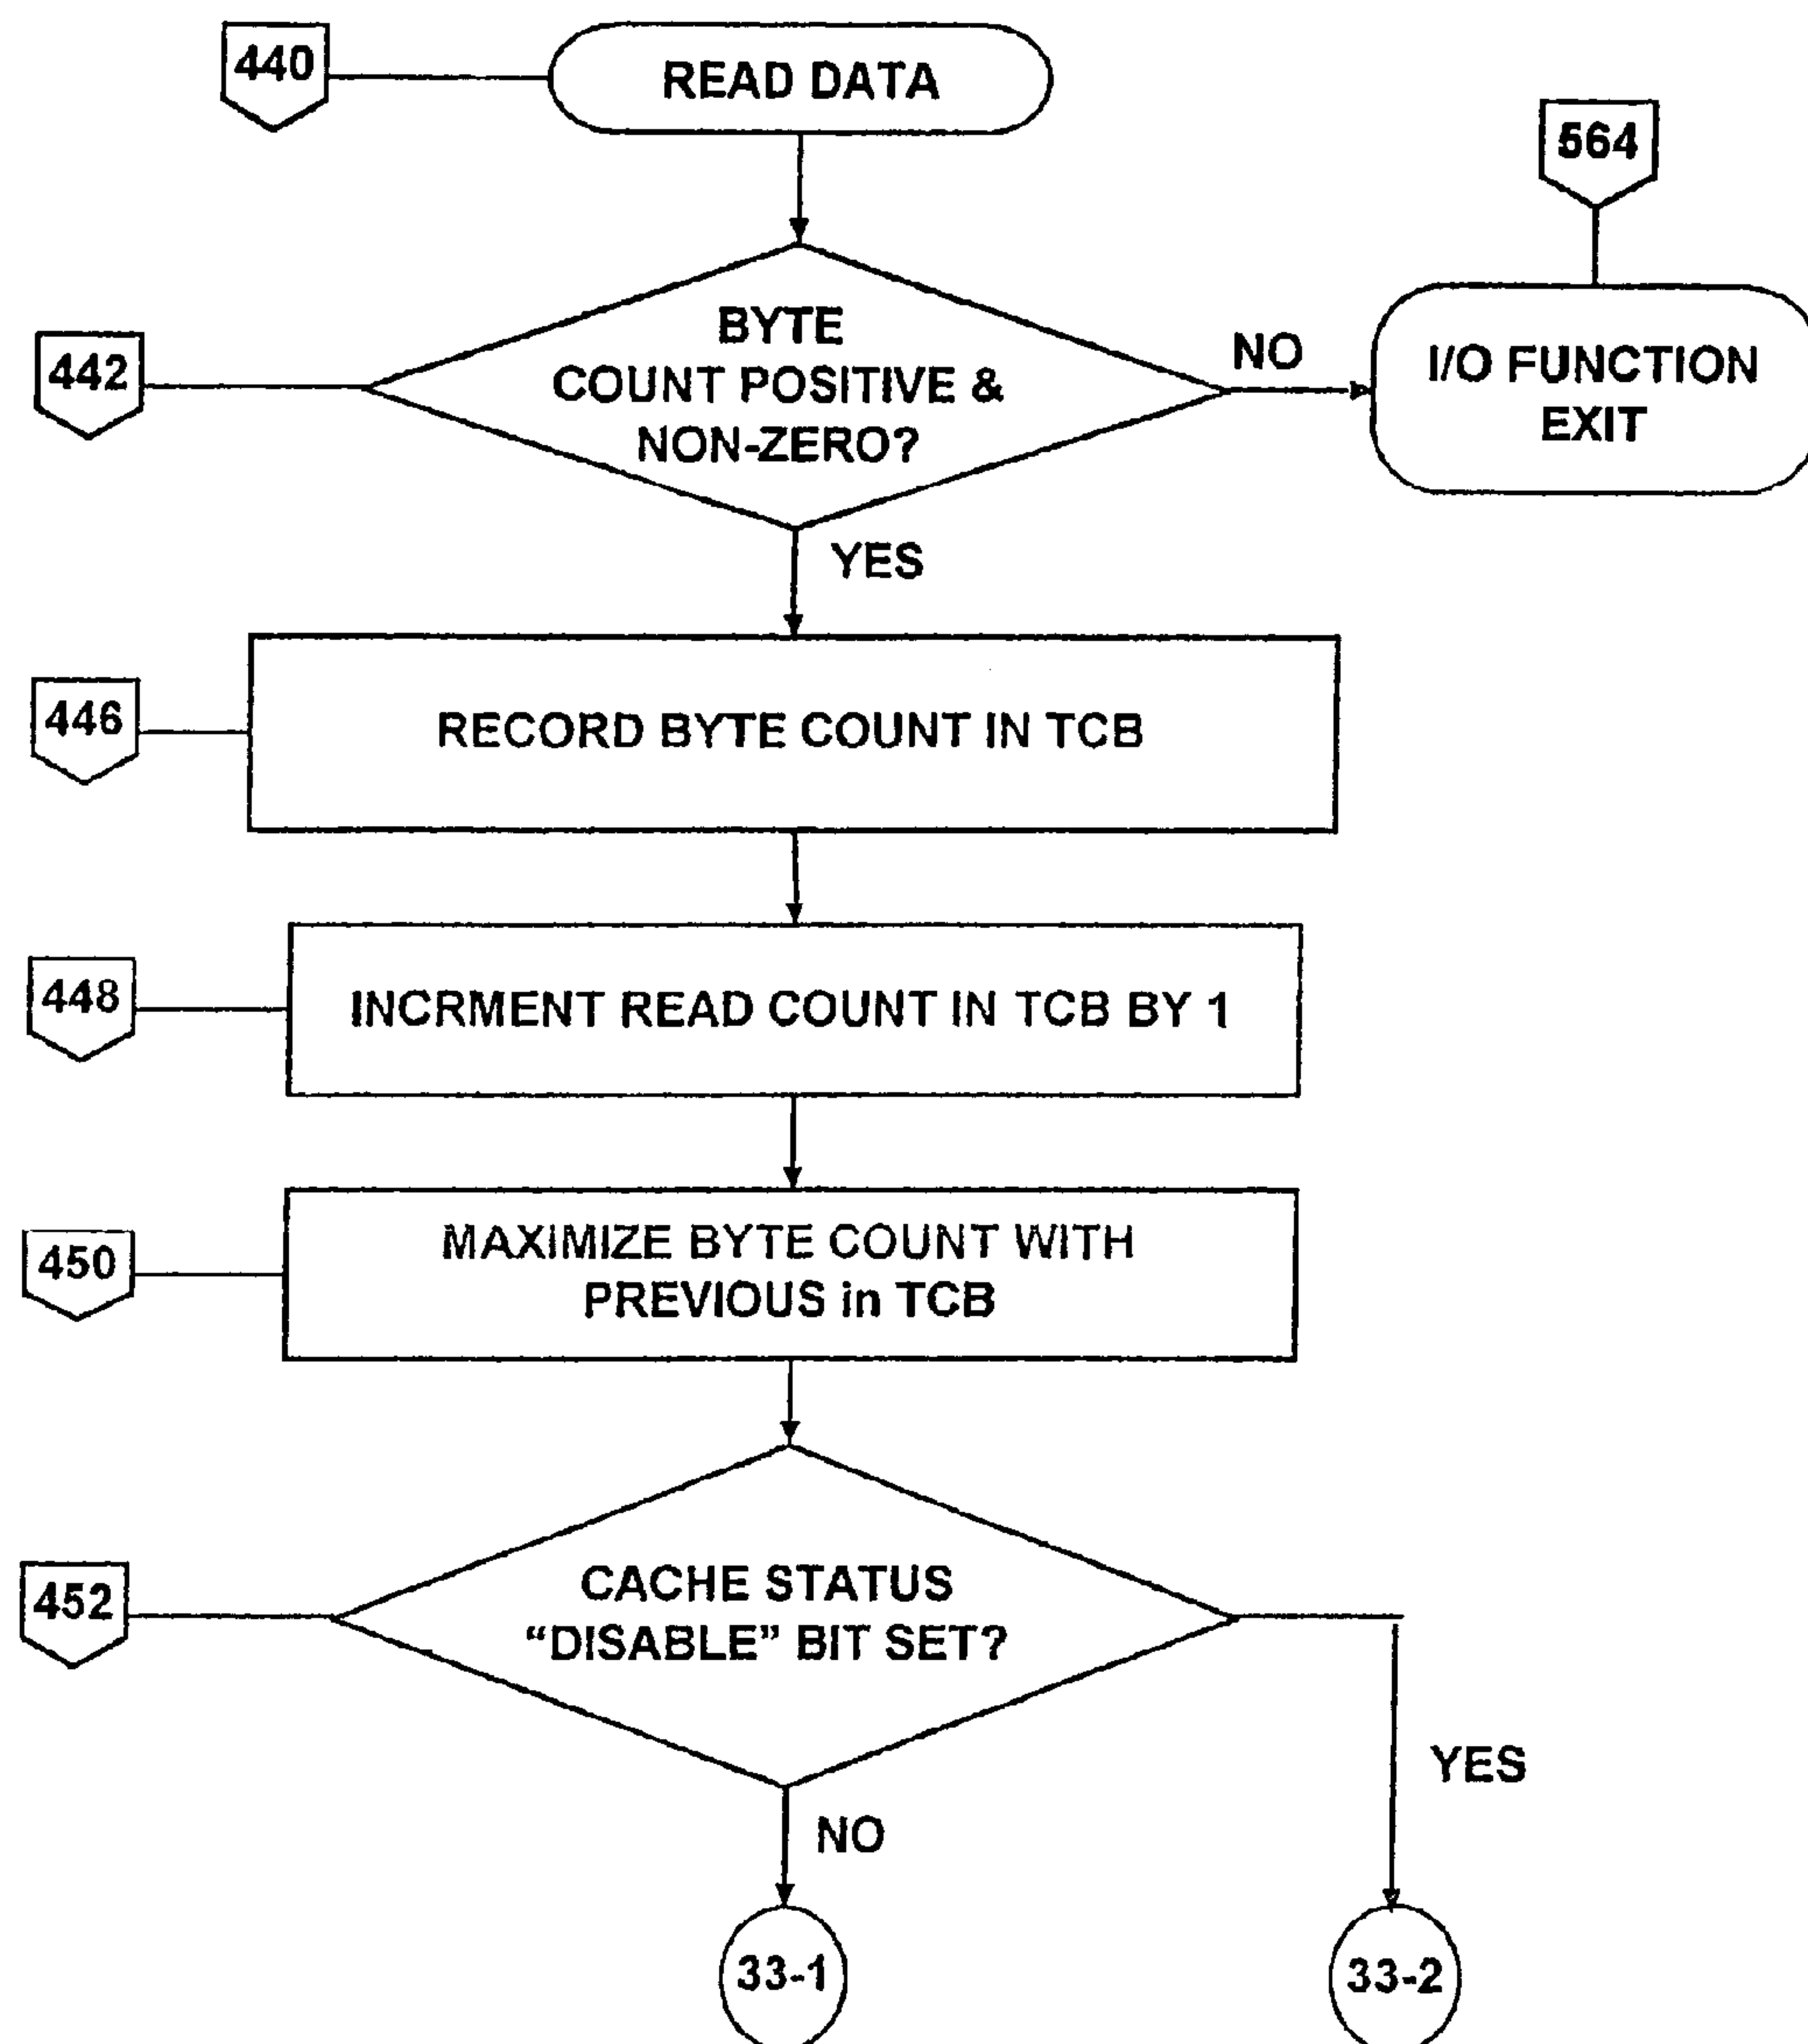 440
READ DATA
564
442
BYTE
COUNT POSITIVE &
NON-ZERO?
NO
I/O FUNCTION
EXIT
YES
446
RECORD BYTE COUNT IN TCB
448
INCRMENT READ COUNT IN TCB BY 1
450
MAXIMIZE BYTE COUNT WITH
PREVIOUS in TCB
452
CACHE STATUS
“DISABLE” BIT SET?
YES
NO
33-1
33-2